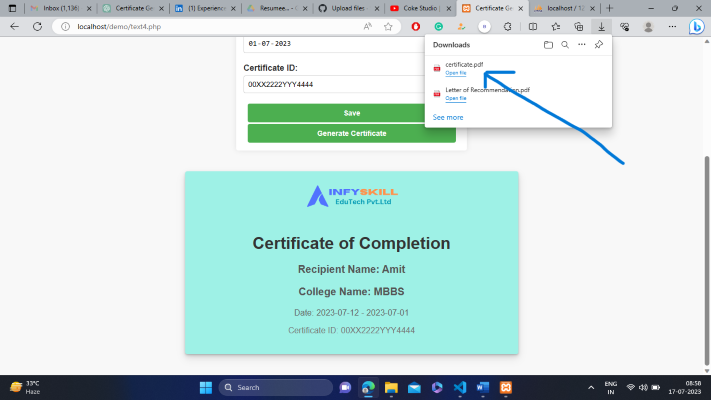 Inbox (1,136)
Certificate Ge
(1) Experienc
Resumee...
Upload files
Coke Studio |
Certificate Ge
localhost / 12
localhost/demo/text4.php
Downloads
certificate.pdf
Open file
Letter of Recommendation.pdf
Open file
See more
01-07-2023
Certificate ID:
00XX2222YYY4444
Save
Generate Certificate
INFYSKILL
EduTech Pvt.Ltd
Certificate of Completion
Recipient Name: Amit
College Name: MBBS
Date: 2023-07-12 - 2023-07-01
Certificate ID: 00XX2222YYY4444
33°C
Haze
Search
ENG
IN
08:58
17-07-2023